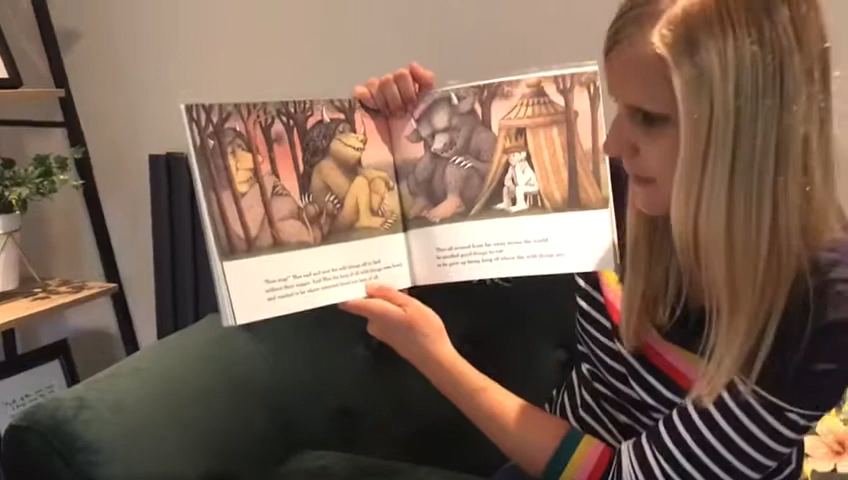 "Now stop!" Max said and sent the wild things off to bed
without their supper. And Max the king of all wild things was lonely
and wanted to be where someone loved him best of all.
Then all around from far away across the world
he smelled good things to eat
so he gave up being king of where the wild things are.